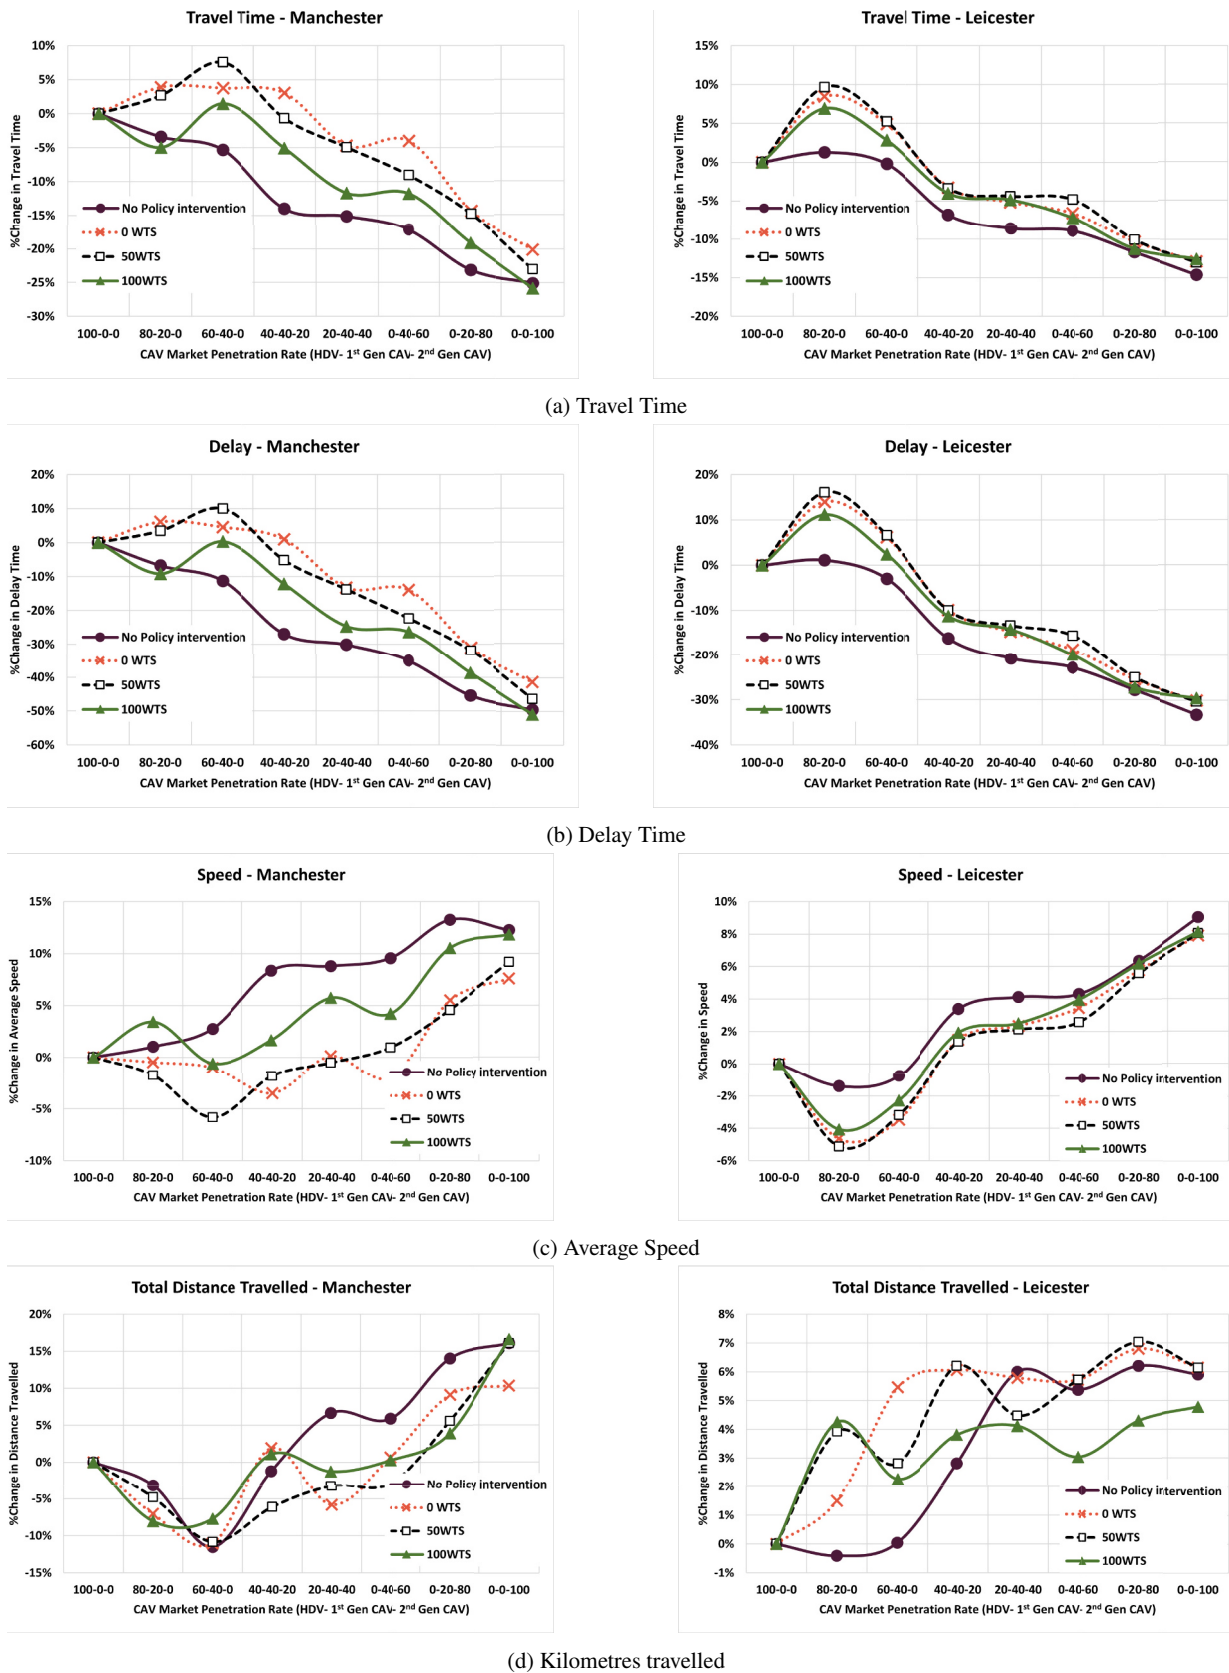 Travel Time - Manchester
10%
5%
0%
-5%
-10%
-15%
-20%
-25%
-30%
%Change in Travel Time
No Policy intervention
0 WTS
50WTS
100WTS
100-0-0 80-20-0 60-40-0 40-40-20 20-40-40 0-40-60 0-20-80 0-0-100
CAV Market Penetration Rate (HDV- 1st Gen CAV- 2nd Gen CAV)
Travel Time - Leicester
15%
10%
5%
0%
-5%
-10%
-15%
-20%
%Change in Travel Time
No Policy intervention
0 WTS
50WTS
100WTS
100-0-0 80-20-0 60-40-0 40-40-20 20-40-40 0-40-60 0-20-80 0-0-100
CAV Market Penetration Rate (HDV- 1st Gen CAV- 2nd Gen CAV)
(a) Travel Time
Delay - Manchester
20%
10%
0%
-10%
-20%
-30%
-40%
-50%
-60%
%Change in Delay Time
No Policy intervention
0 WTS
50WTS
100WTS
100-0-0 80-20-0 60-40-0 40-40-20 20-40-40 0-40-60 0-20-80 0-0-100
CAV Market Penetration Rate (HDV- 1st Gen CAV- 2nd Gen CAV)
Delay - Leicester
20%
10%
0%
-10%
-20%
-30%
-40%
%Change in Delay Time
No Policy intervention
0 WTS
50WTS
100WTS
100-0-0 80-20-0 60-40-0 40-40-20 20-40-40 0-40-60 0-20-80 0-0-100
CAV Market Penetration Rate (HDV- 1st Gen CAV- 2nd Gen CAV)
(b) Delay Time
Speed - Manchester
15%
10%
5%
0%
-5%
-10%
%Change in Average Speed
No Policy intervention
0 WTS
50WTS
100WTS
100-0-0 80-20-0 60-40-0 40-40-20 20-40-40 0-40-60 0-20-80 0-0-100
CAV Market Penetration Rate (HDV- 1st Gen CAV- 2nd Gen CAV)
Speed - Leicester
10%
8%
6%
4%
2%
0%
-2%
-4%
-6%
%Change in Speed
No Policy intervention
0 WTS
50WTS
100WTS
100-0-0 80-20-0 60-40-0 40-40-20 20-40-40 0-40-60 0-20-80 0-0-100
CAV Market Penetration Rate (HDV- 1st Gen CAV- 2nd Gen CAV)
(c) Average Speed
Total Distance Travelled - Manchester
20%
15%
10%
5%
0%
-5%
-10%
-15%
%Change in Distance Travelled
No Policy intervention
0 WTS
50WTS
100WTS
100-0-0 80-20-0 60-40-0 40-40-20 20-40-40 0-40-60 0-20-80 0-0-100
CAV Market Penetration Rate (HDV- 1st Gen CAV- 2nd Gen CAV)
Total Distance Travelled - Leicester
8%
7%
6%
5%
4%
3%
2%
1%
0%
-1%
%Change in Distance Travelled
No Policy intervention
0 WTS
50WTS
100WTS
100-0-0 80-20-0 60-40-0 40-40-20 20-40-40 0-40-60 0-20-80 0-0-100
CAV Market Penetration Rate (HDV- 1st Gen CAV- 2nd Gen CAV)
(d) Kilometres travelled